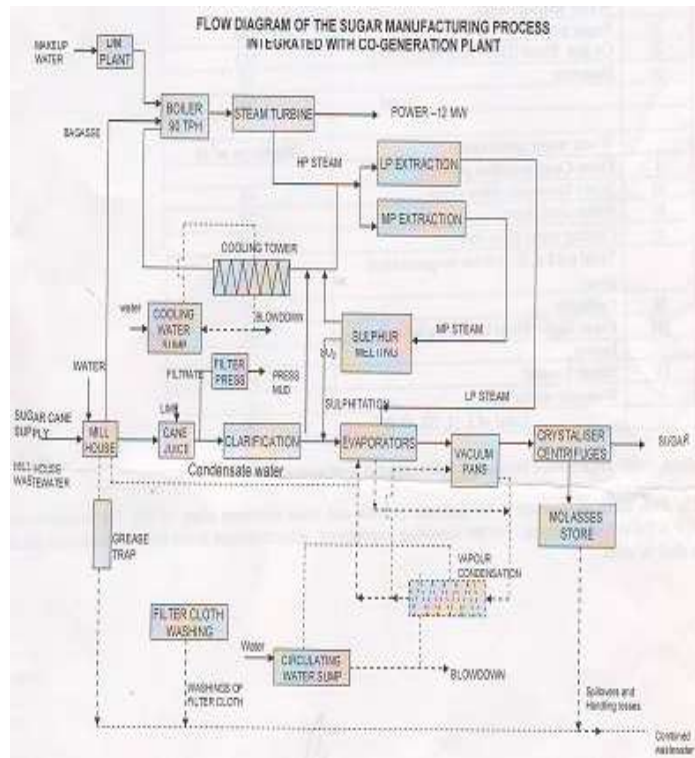 FLOW DIAGRAM OF THE SUGAR MANUFACTURING PROCESS
INTEGRATED WITH CO-GENERATION PLANT
MAKEUP
WATER
PLANT
BOILER
90 TPH
STEAM TURBINE
POWER ~12 MW
BAGASSE
HP STEAM
LP EXTRACTION
MP EXTRACTION
COOLING TOWER
water
COOLING
WATER
SUMP
BLOWDOWN
SULPHUR
MELTING
MP STEAM
WATER
FILTRATE
FILTER
PRESS
PRESS
MUD
LP STEAM
SULPHITATION
SUGAR CANE
SUPPLY
MILL
HOUSE
LIME
CANE
JUICE
CLARIFICATION
EVAPORATORS
VACUUM
PANS
CRYSTALISER
CENTRIFUGES
SUGAR
MILL HOUSE
WASTEWATER
Condensate water
GREASE
TRAP
MOLASSES
STORE
VAPOUR
CONDENSATION
FILTER CLOTH
WASHING
Water
CIRCULATING
WATER SUMP
BLOWDOWN
WASHINGS OF
FILTER CLOTH
Spillovers and
Handling losses
Combined
wastewater